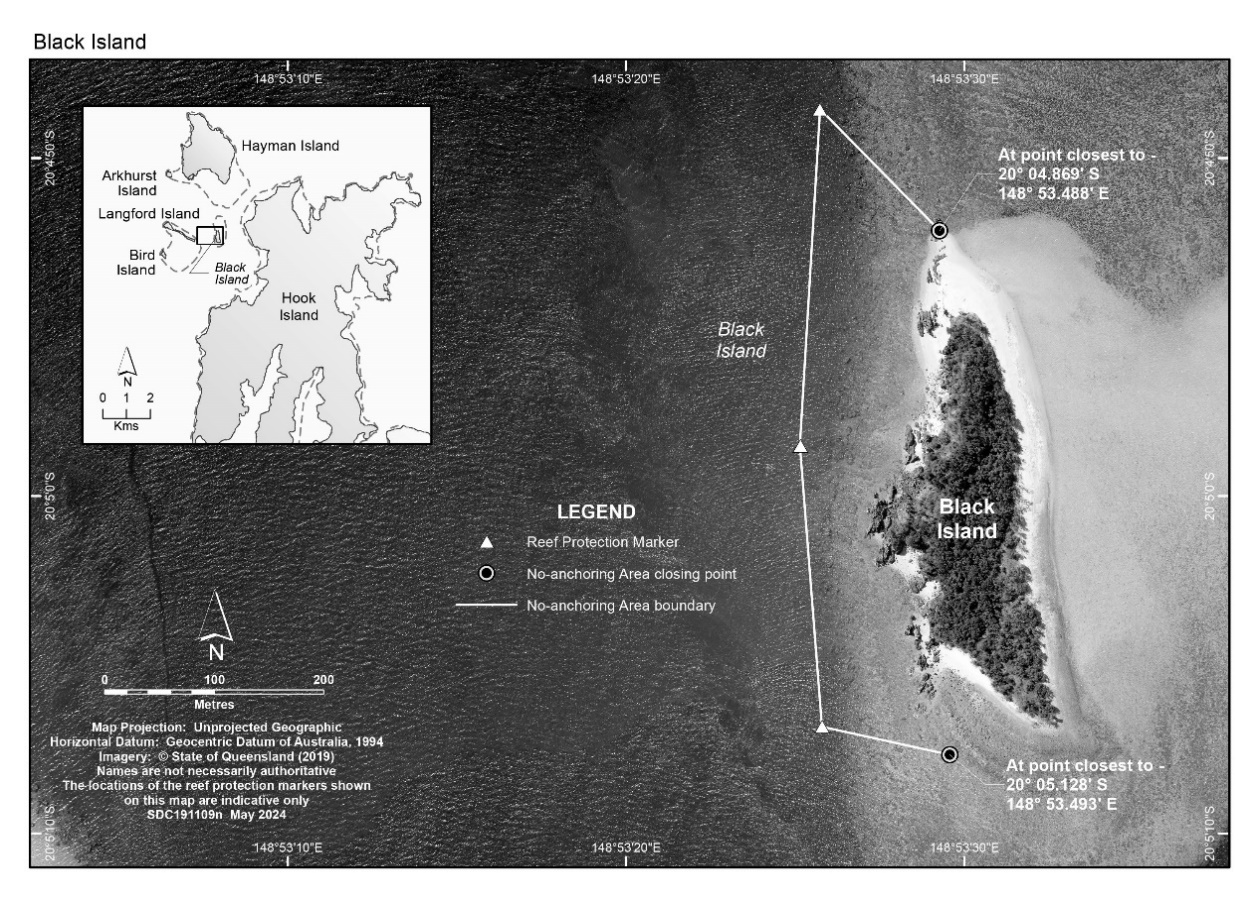 Black Island
148°53'10"E
148°53'20"E
148°53'30"E
20°4'50"S
20°4'50"S
Hayman Island
Arkhurst
Island
Langford Island
Bird
Island
Black
Island
Hook
Island
N
0 1 2
Kms
At point closest to -
20° 04.869' S
148° 53.488' E
Black
Island
20°5'0"S
20°5'0"S
Black
Island
LEGEND
Reef Protection Marker
No-anchoring Area closing point
No-anchoring Area boundary
N
0 100 200
Metres
Map Projection: Unprojected Geographic
Horizontal Datum: Geocentric Datum of Australia, 1994
Imagery: © State of Queensland (2019)
Names are not necessarily authoritative
The locations of the reef protection markers shown
on this map are indicative only
SDC191109n May 2024
At point closest to -
20° 05.128' S
148° 53.493' E
20°5'10"S
20°5'10"S
148°53'10"E
148°53'20"E
148°53'30"E